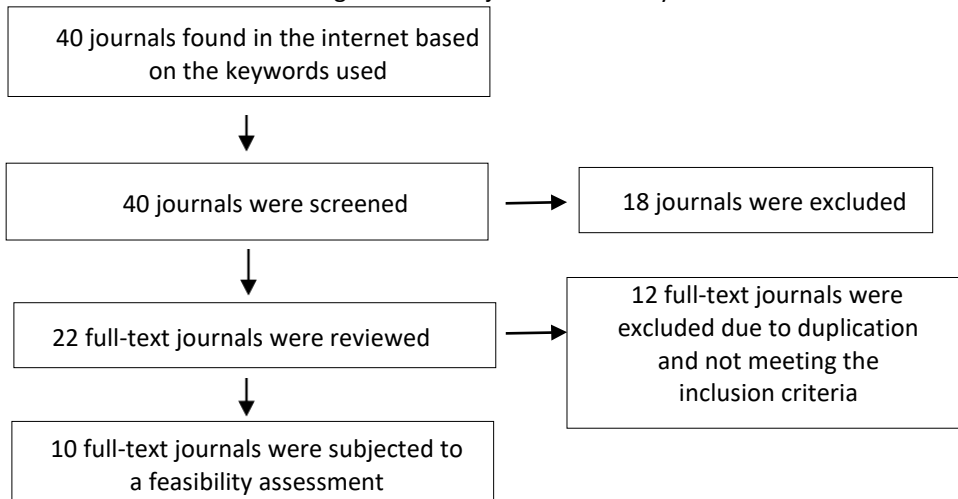 40 journals found in the internet based
on the keywords used
40 journals were screened
18 journals were excluded
22 full-text journals were reviewed
12 full-text journals were
excluded due to duplication
and not meeting the
inclusion criteria
10 full-text journals were subjected to
a feasibility assessment